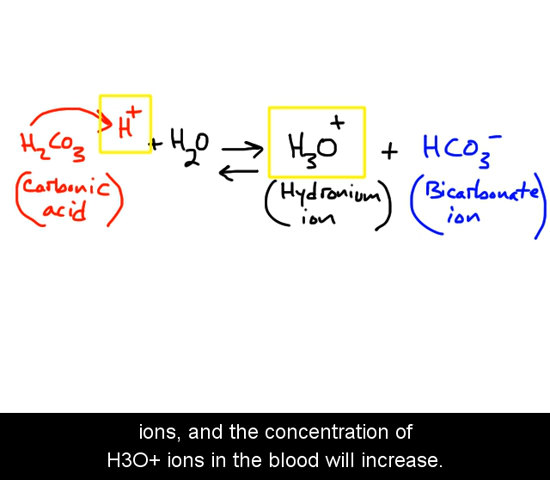 H₂CO₃ H⁺ + H₂O ⇌ H₃O⁺ + HCO₃⁻
(Carbonic acid) (Hydronium ion) (Bicarbonate ion)
ions, and the concentration of
H3O+ ions in the blood will increase.